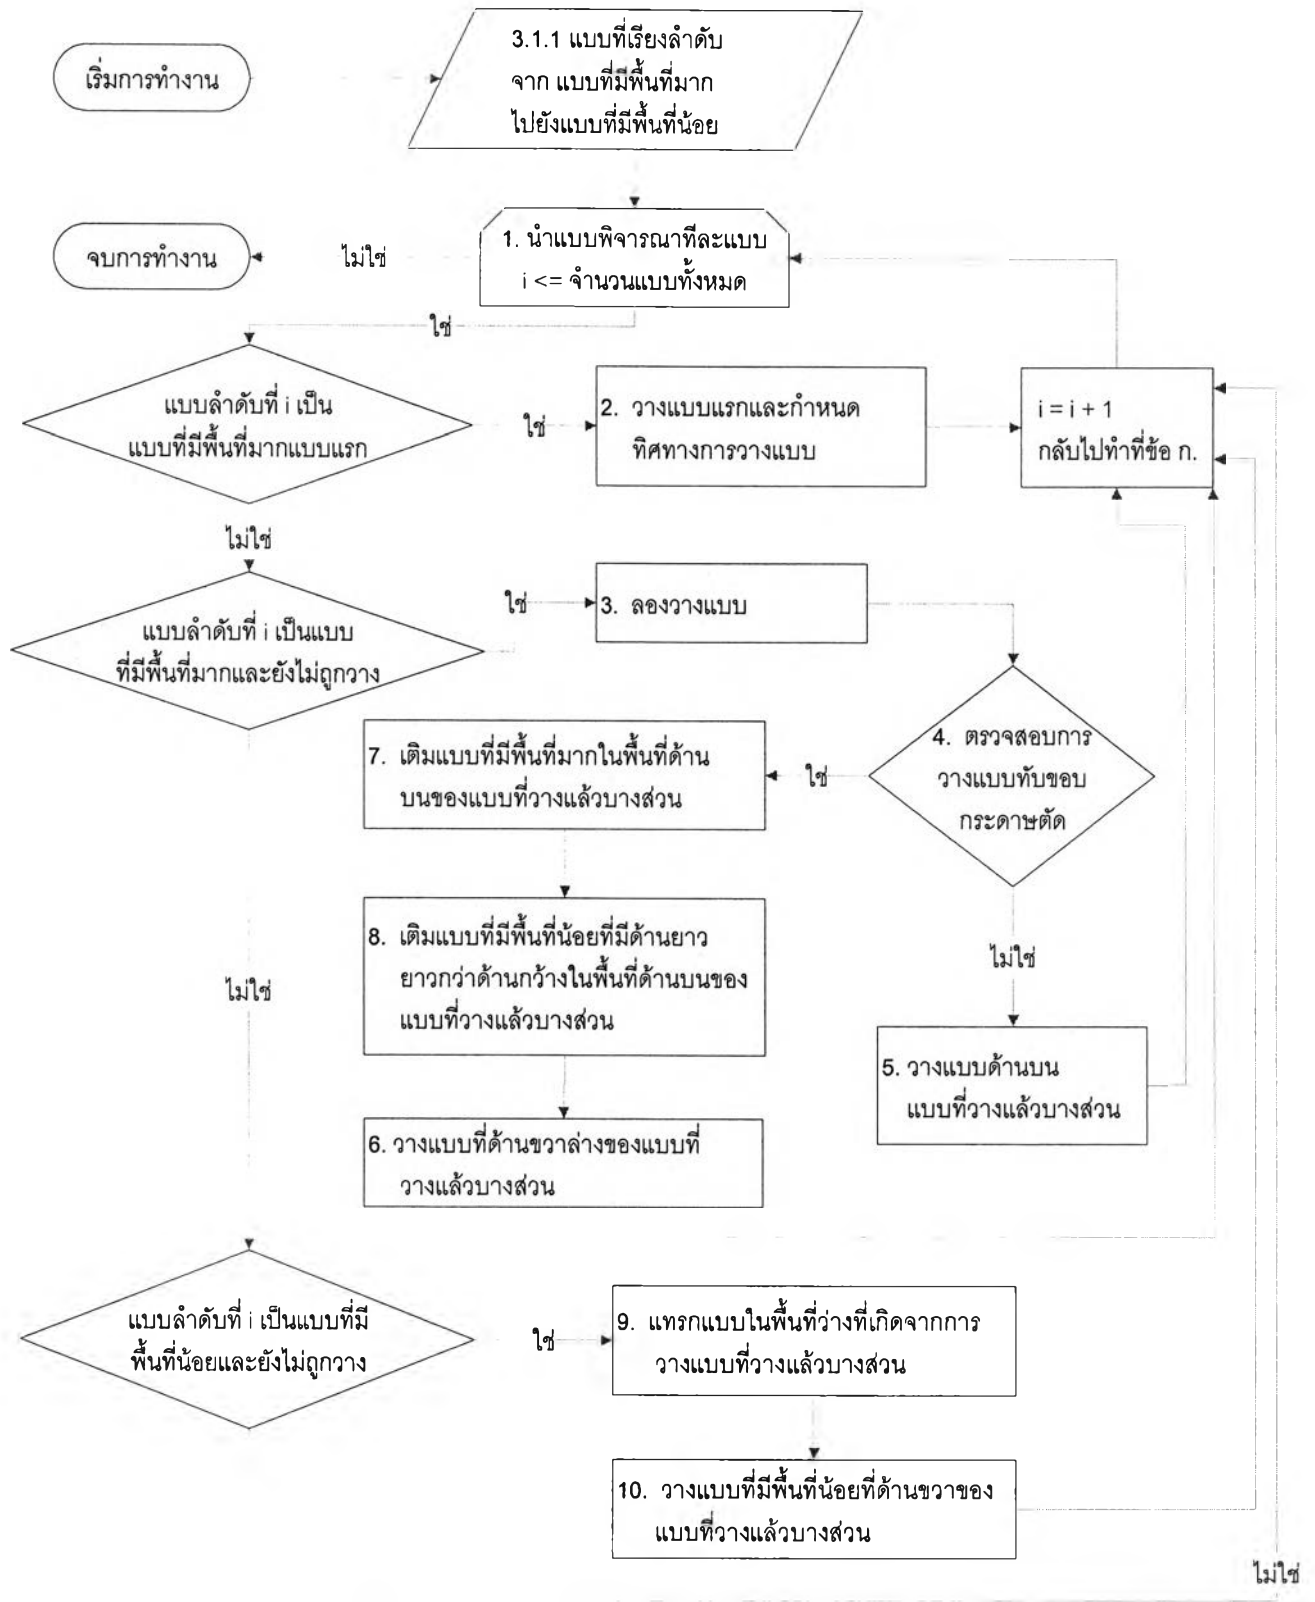 เริ่มการทำงาน
3.1.1 แบบที่เรียงลำดับ
จาก แบบที่มีพื้นที่มาก
ไปยังแบบที่มีพื้นที่น้อย
จบการทำงาน
ไม่ใช่
1. นำแบบพิจารณาทีละแบบ
i <= จำนวนแบบทั้งหมด
ใช่
แบบลำดับที่ i เป็น
แบบที่มีพื้นที่มากแบบแรก
ใช่
2. วางแบบแรกและกำหนด
ทิศทางการวางแบบ
i = i + 1
กลับไปทำที่ข้อ ก.
ไม่ใช่
แบบลำดับที่ i เป็นแบบ
ที่มีพื้นที่มากและยังไม่ถูกวาง
ใช่
3. ลองวางแบบ
4. ตรวจสอบการ
วางแบบทับขอบ
กระดาษตัด
ใช่
7. เติมแบบที่มีพื้นที่มากในพื้นที่ด้าน
บนของแบบที่วางแล้วบางส่วน
8. เติมแบบที่มีพื้นที่น้อยที่มีด้านยาว
ยาวกว่าด้านกว้างในพื้นที่ด้านบนของ
แบบที่วางแล้วบางส่วน
ไม่ใช่
ไม่ใช่
5. วางแบบด้านบน
แบบที่วางแล้วบางส่วน
6. วางแบบที่ด้านขวาล่างของแบบที่
วางแล้วบางส่วน
แบบลำดับที่ i เป็นแบบที่มี
พื้นที่น้อยและยังไม่ถูกวาง
ใช่
9. แทรกแบบในพื้นที่ว่างที่เกิดจากการ
วางแบบที่วางแล้วบางส่วน
10. วางแบบที่มีพื้นที่น้อยที่ด้านขวาของ
แบบที่วางแล้วบางส่วน
ไม่ใช่